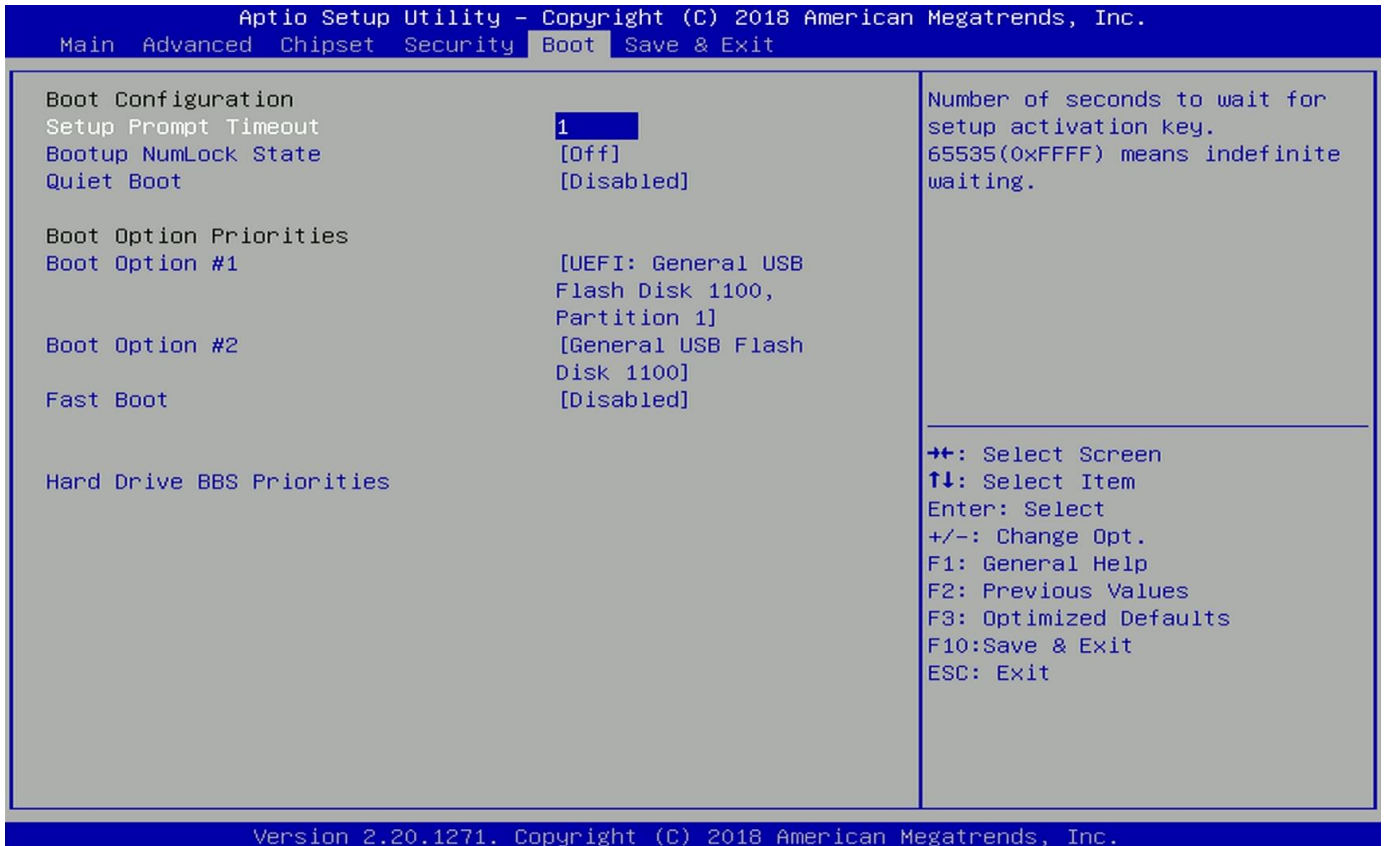 Aptio Setup Utility – Copyright (C) 2018 American Megatrends, Inc.
Main Advanced Chipset Security Boot Save & Exit
Boot Configuration
Setup Prompt Timeout 1
Bootup NumLock State [Off]
Quiet Boot [Disabled]
Boot Option Priorities
Boot Option #1 [UEFI: General USB
Flash Disk 1100,
Partition 1]
Boot Option #2 [General USB Flash
Disk 1100]
Fast Boot [Disabled]
Hard Drive BBS Priorities
Number of seconds to wait for
setup activation key.
65535(0xFFFF) means indefinite
waiting.
→←: Select Screen
↑↓: Select Item
Enter: Select
+/-: Change Opt.
F1: General Help
F2: Previous Values
F3: Optimized Defaults
F10:Save & Exit
ESC: Exit
Version 2.20.1271. Copyright (C) 2018 American Megatrends, Inc.